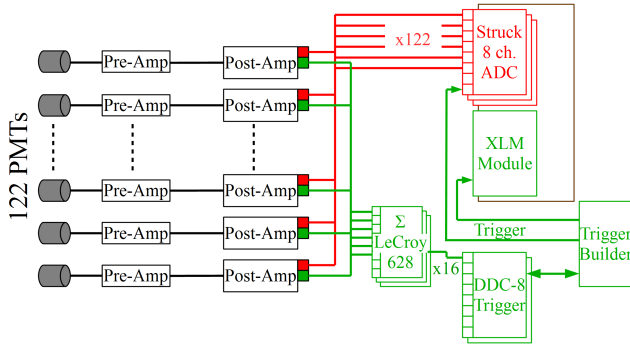 122 PMTs
Pre-Amp
Post-Amp
Pre-Amp
Post-Amp
Pre-Amp
Post-Amp
Pre-Amp
Post-Amp
Pre-Amp
Post-Amp
x122
Struck
8 ch.
ADC
XLM
Module
Σ
LeCroy
628
x16
Trigger
DDC-8
Trigger
Trigger
Builder